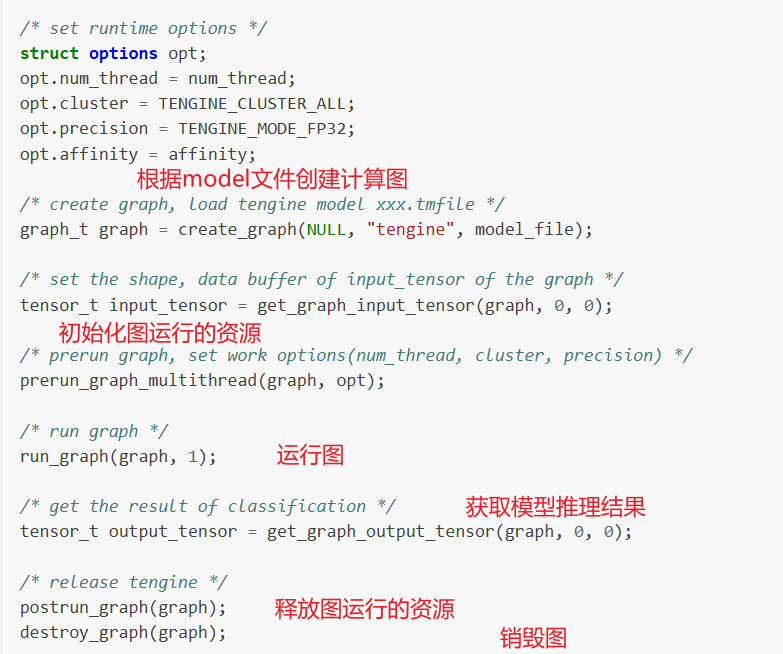 /* set runtime options */
struct options opt;
opt.num_thread = num_thread;
opt.cluster = TENGINE_CLUSTER_ALL;
opt.precision = TENGINE_MODE_FP32;
opt.affinity = affinity;
根据model文件创建计算图
/* create graph, load tengine model xxx.tmfile */
graph_t graph = create_graph(NULL, "tengine", model_file);
/* set the shape, data buffer of input_tensor of the graph */
tensor_t input_tensor = get_graph_input_tensor(graph, 0, 0);
初始化图运行的资源
/* prerun graph, set work options(num_thread, cluster, precision) */
prerun_graph_multithread(graph, opt);
/* run graph */
run_graph(graph, 1); 运行图
/* get the result of classification */ 获取模型推理结果
tensor_t output_tensor = get_graph_output_tensor(graph, 0, 0);
/* release tengine */
postrun_graph(graph); 释放图运行的资源
destroy_graph(graph); 销毁图